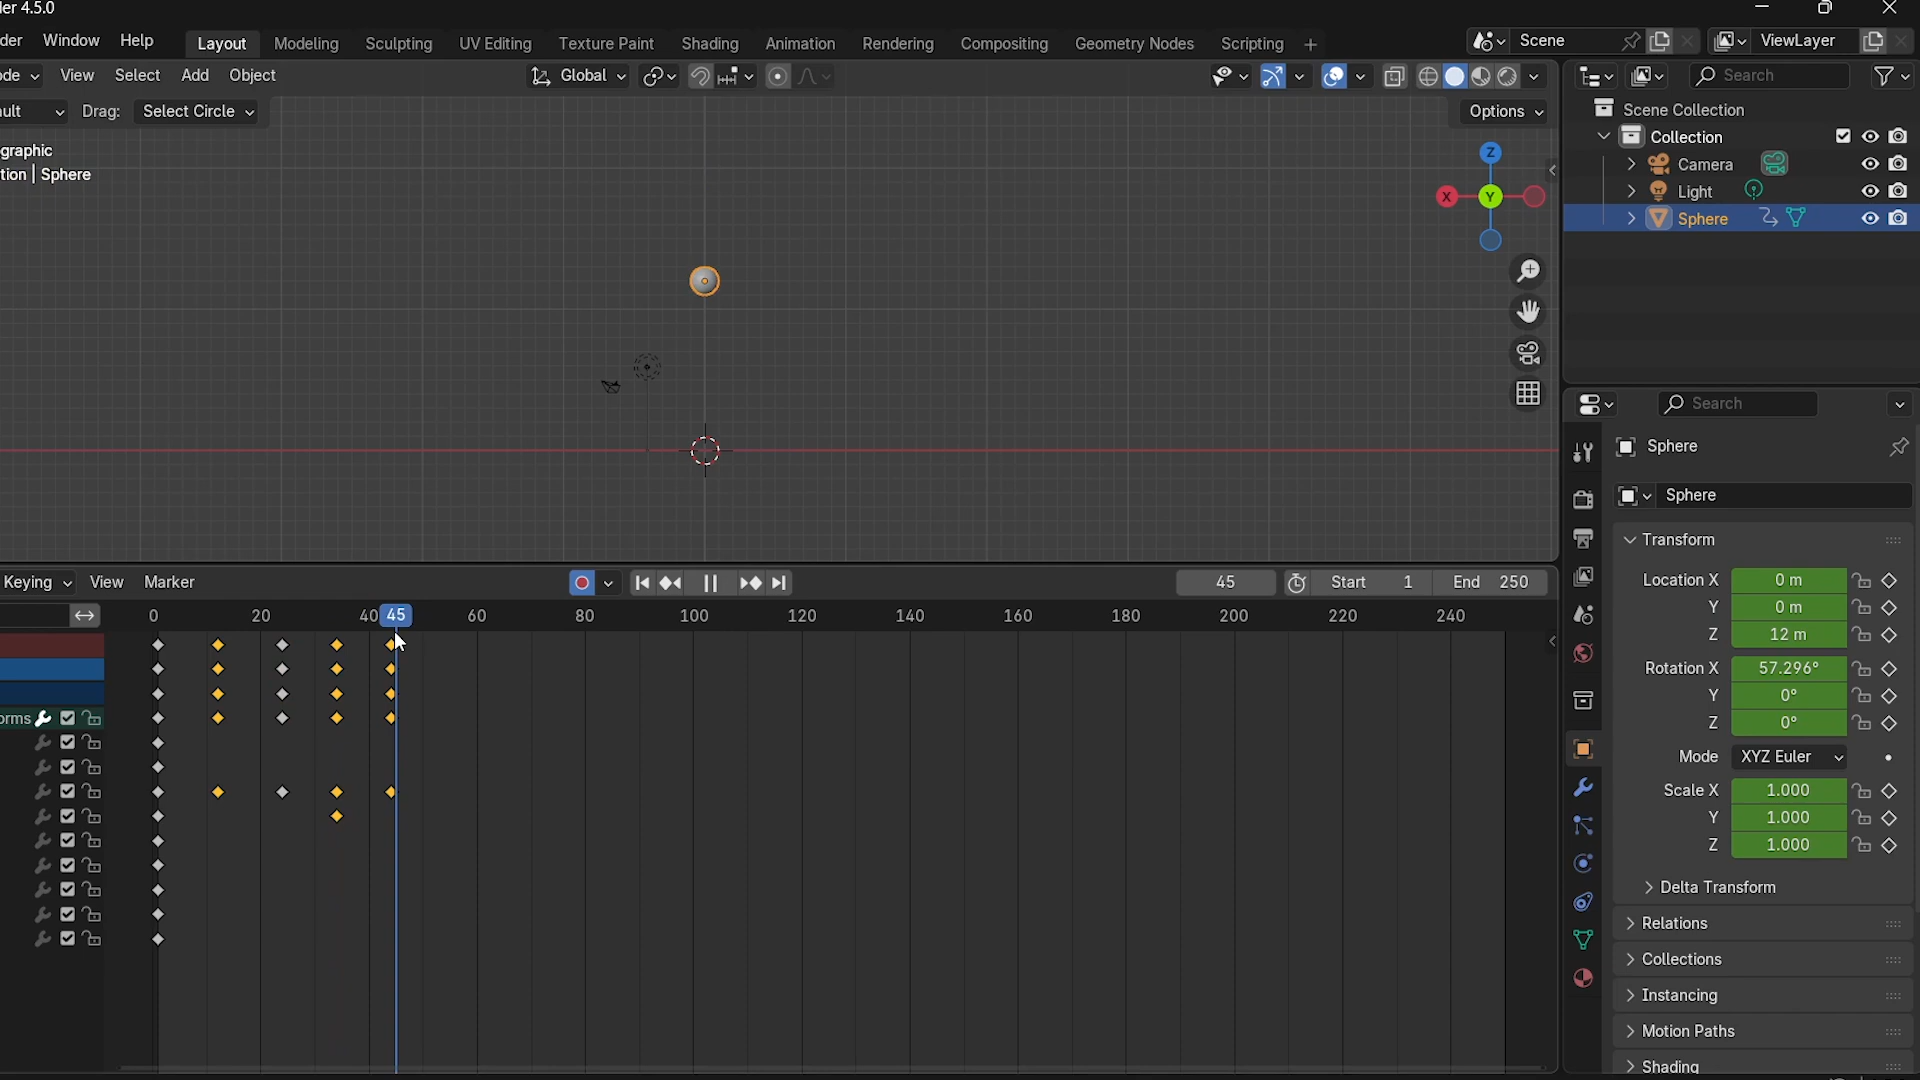 der 4.5.0
der Window Help Layout Modeling Sculpting UV Editing Texture Paint Shading Animation Rendering Compositing Geometry Nodes Scripting + Scene ViewLayer
ode View Select Add Object Global Search
ult Drag: Select Circle Options
Scene Collection
Collection
Camera
Light
Sphere
graphic
tion | Sphere
Z
X
Y
Search
Sphere
Sphere
Transform
Location X 0 m
Y 0 m
Z 12 m
Rotation X 57.296°
Y 0°
Z 0°
Mode XYZ Euler
Scale X 1.000
Y 1.000
Z 1.000
Delta Transform
Relations
Collections
Instancing
Motion Paths
Shading
Keying View Marker 45 Start 1 End 250
0 20 40 45 60 80 100 120 140 160 180 200 220 240
orms